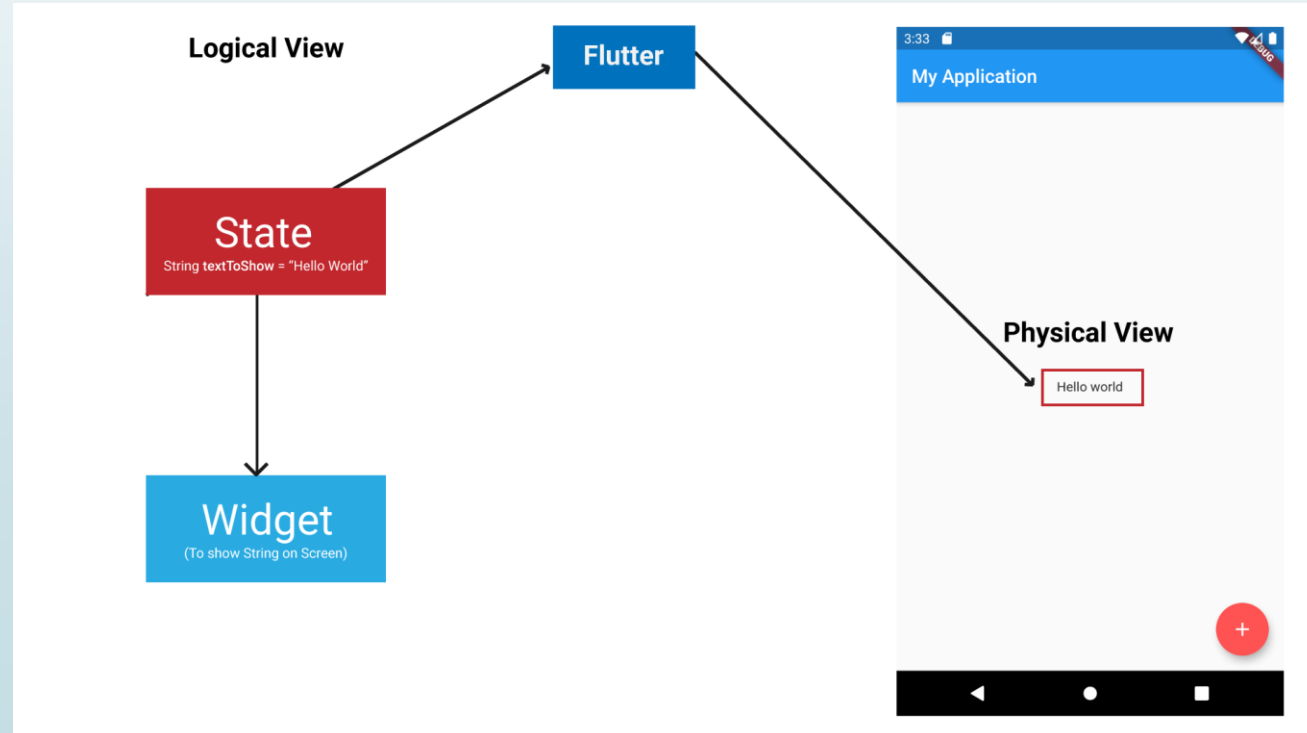 Logical View
Flutter
State
String textToShow = “Hello World”
Widget
(To show String on Screen)
3:33
DEBUG
My Application
Physical View
Hello world
+